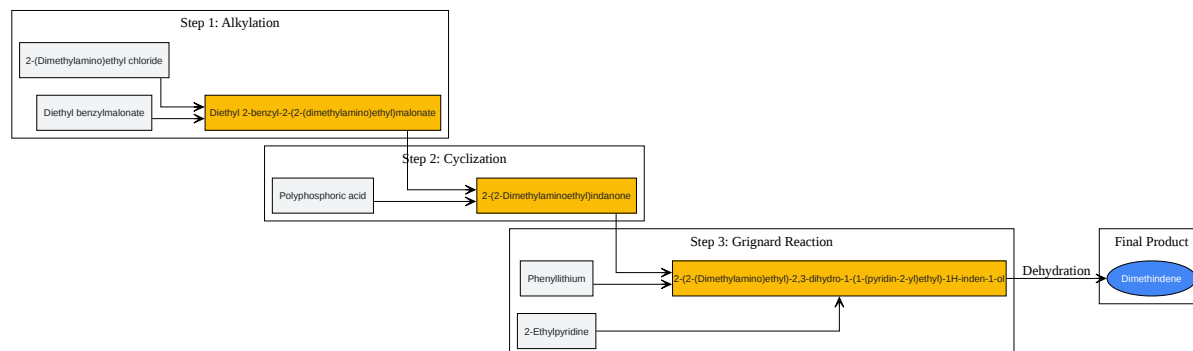 Step 1: Alkylation
2-(Dimethylamino)ethyl chloride
Diethyl benzylmalonate
Diethyl 2-benzyl-2-(2-(dimethylamino)ethyl)malonate
Step 2: Cyclization
Polyphosphoric acid
2-(2-Dimethylaminoethyl)indanone
Step 3: Grignard Reaction
Phenyllithium
2-(2-(Dimethylamino)ethyl)-2,3-dihydro-1-(1-(pyridin-2-yl)ethyl)-1H-inden-1-ol
2-Ethylpyridine
Dehydration
Final Product
Dimethindene